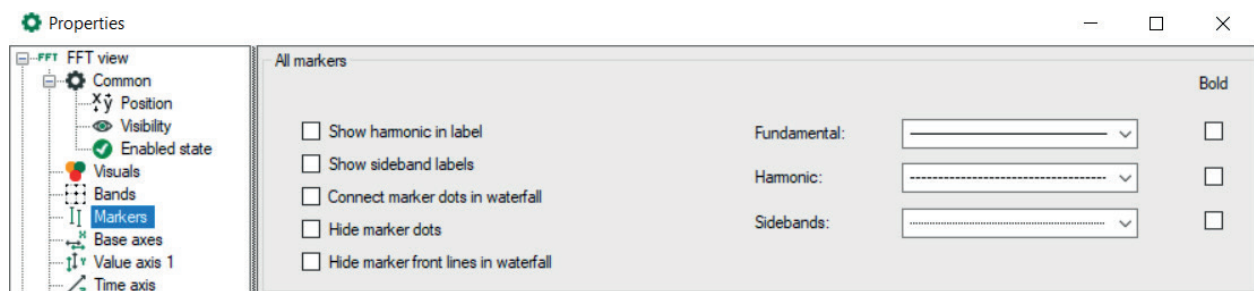 Properties
FFT FFT view
Common
X Y Position
Visibility
Enabled state
Visuals
Bands
Markers
X Base axes
Y Value axis 1
Time axis
All markers
Bold
Show harmonic in label
Show sideband labels
Connect marker dots in waterfall
Hide marker dots
Hide marker front lines in waterfall
Fundamental:
Harmonic:
Sidebands: